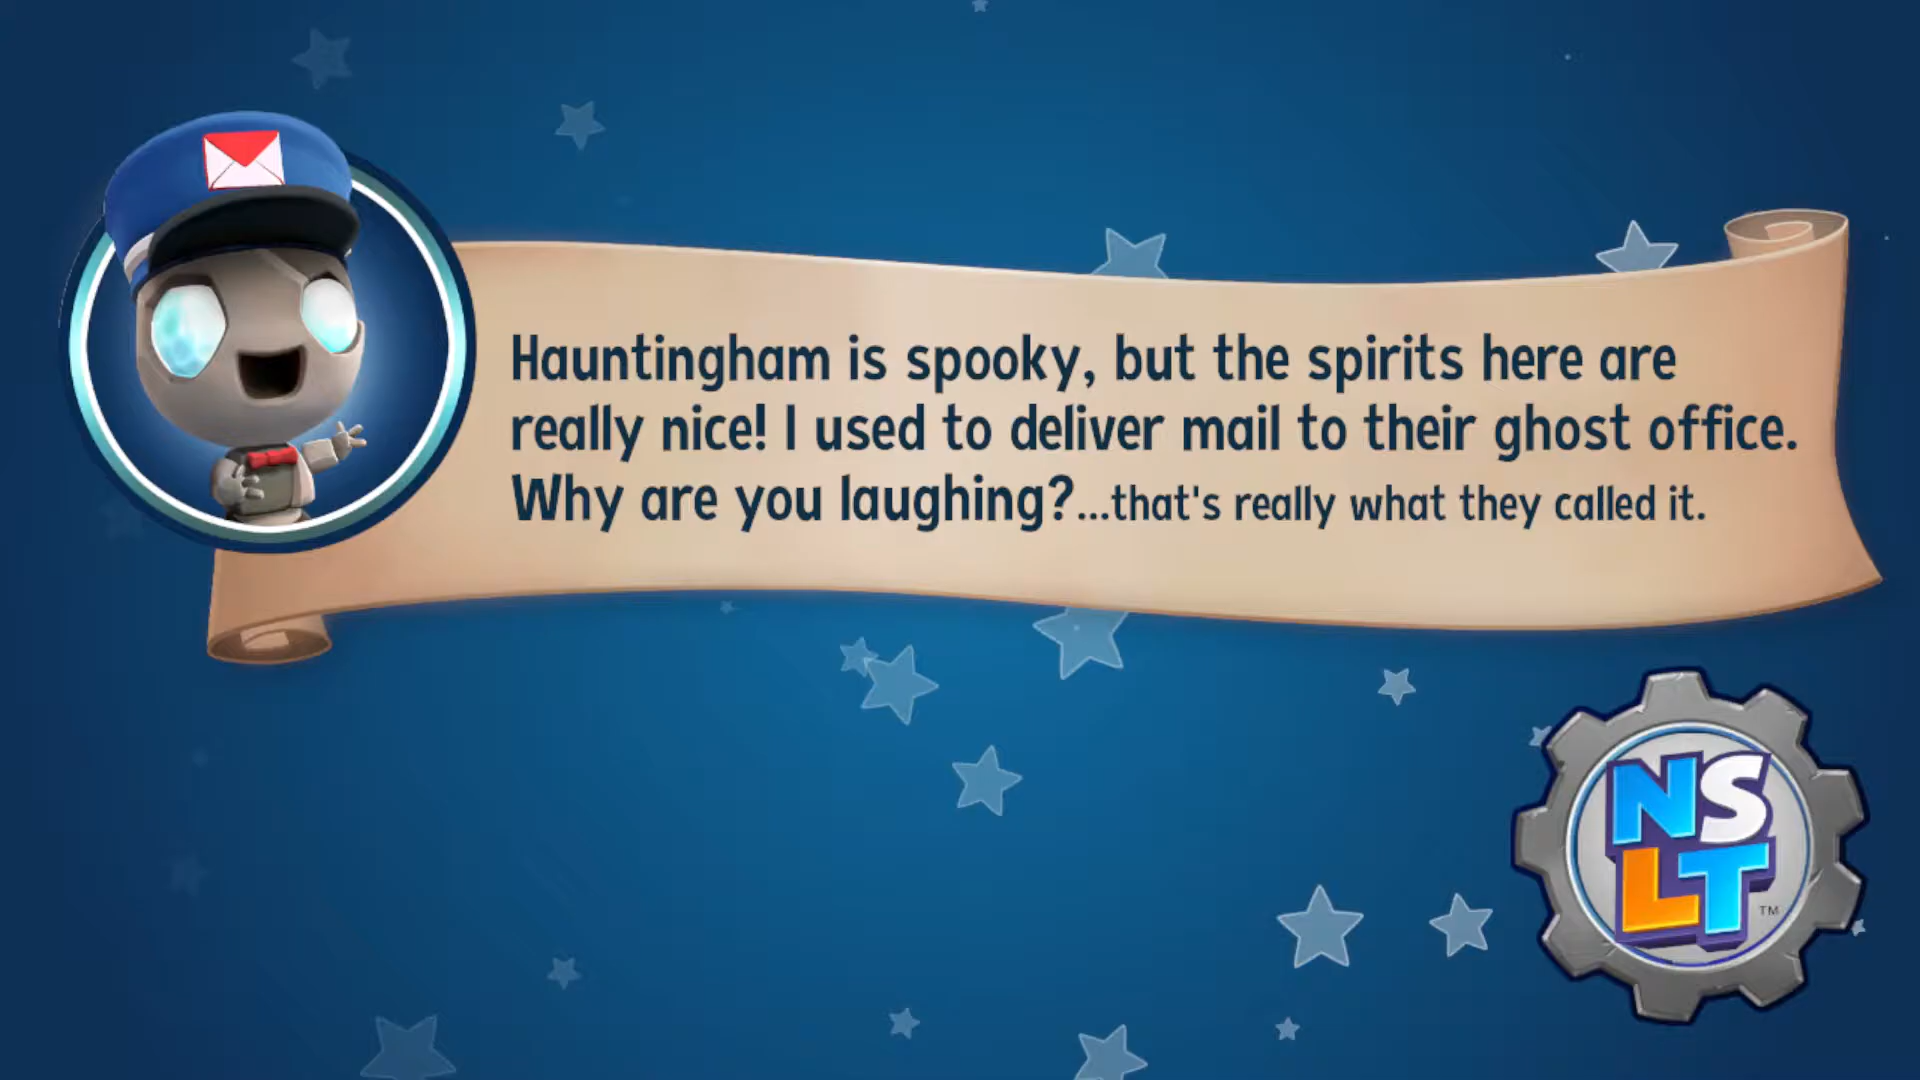 Hauntingham is spooky, but the spirits here are
really nice! I used to deliver mail to their ghost office.
Why are you laughing?...that's really what they called it.
NS
LT
TM